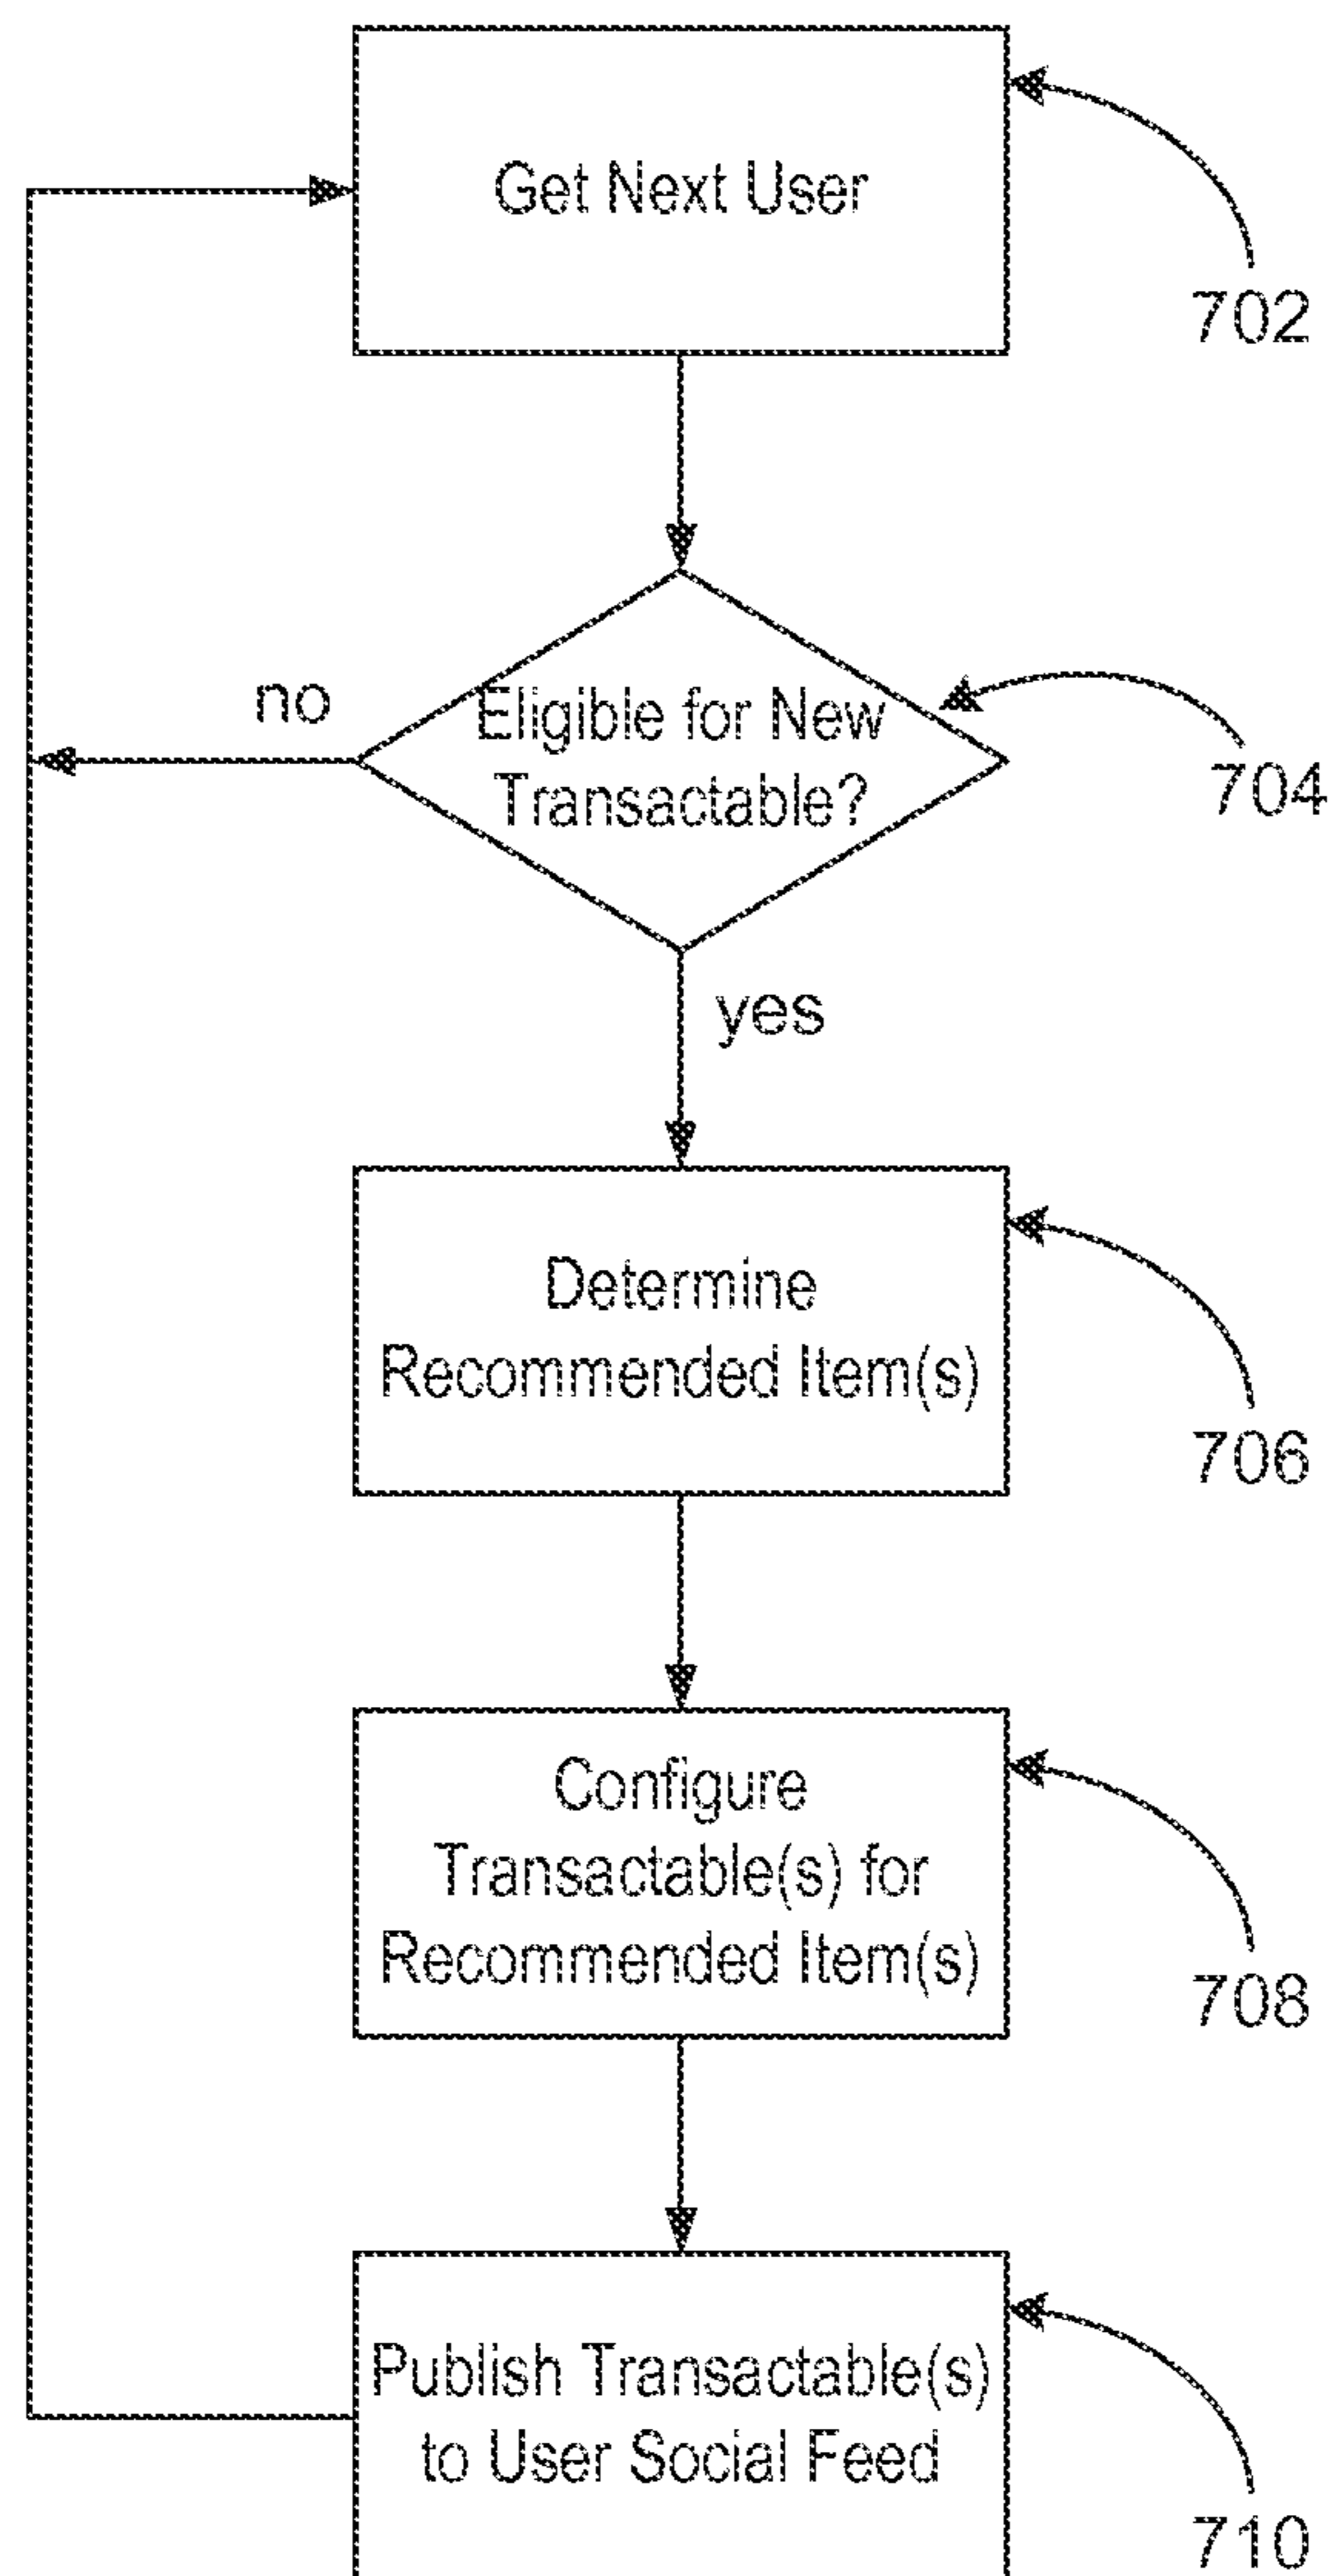 Get Next User
702
no
Eligible for New
Transactable?
704
yes
Determine
Recommended Item(s)
706
Configure
Transactable(s) for
Recommended Item(s)
708
Publish Transactable(s)
to User Social Feed
710